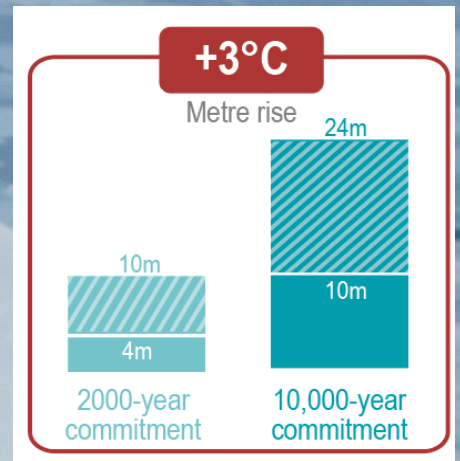 +3°C
Metre rise
24m
10m
10m
4m
2000-year
commitment
10,000-year
commitment